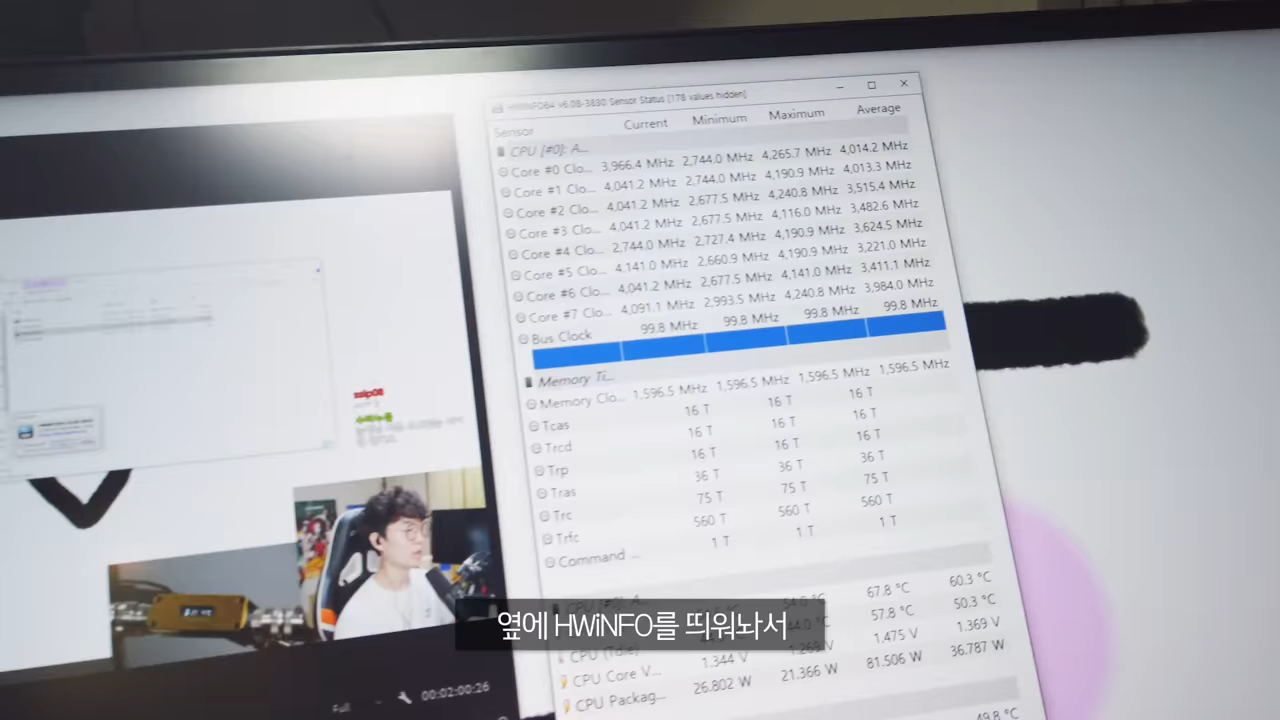 HWiNFO64 v6.08-3830 Sensor Status [178 values hidden]
Sensor Current Minimum Maximum Average
CPU [#0]: A...
Core #0 Clo... 3,966.4 MHz 2,744.0 MHz 4,265.7 MHz 4,014.2 MHz
Core #1 Clo... 4,041.2 MHz 2,744.0 MHz 4,190.9 MHz 4,013.3 MHz
Core #2 Clo... 4,041.2 MHz 2,677.5 MHz 4,240.8 MHz 3,515.4 MHz
Core #3 Clo... 4,041.2 MHz 2,677.5 MHz 4,116.0 MHz 3,482.6 MHz
Core #4 Clo... 2,744.0 MHz 2,727.4 MHz 4,190.9 MHz 3,624.5 MHz
Core #5 Clo... 4,141.0 MHz 2,660.9 MHz 4,190.9 MHz 3,221.0 MHz
Core #6 Clo... 4,041.2 MHz 2,677.5 MHz 4,141.0 MHz 3,411.1 MHz
Core #7 Clo... 4,091.1 MHz 2,993.5 MHz 4,240.8 MHz 3,984.0 MHz
Bus Clock 99.8 MHz 99.8 MHz 99.8 MHz 99.8 MHz
Memory Ti...
Memory Clo... 1,596.5 MHz 1,596.5 MHz 1,596.5 MHz 1,596.5 MHz
Tcas 16 T 16 T 16 T
Trcd 16 T 16 T 16 T
Trp 16 T 16 T 16 T
Tras 36 T 36 T 36 T
Trc 75 T 75 T 75 T
Trfc 560 T 560 T 560 T
Command ... 1 T 1 T 1 T
CPU [#0]: A...
54.0 °C 67.8 °C 60.3 °C
CPU (Tdie) 44.0 °C 57.8 °C 50.3 °C
CPU Core V... 1.344 V 1.269 V 1.475 V 1.369 V
CPU Packag... 26.802 W 21.366 W 81.506 W 36.787 W
49.8 °C
Full
00:02:00:26
옆에 HWiNFO를 띄워놔서